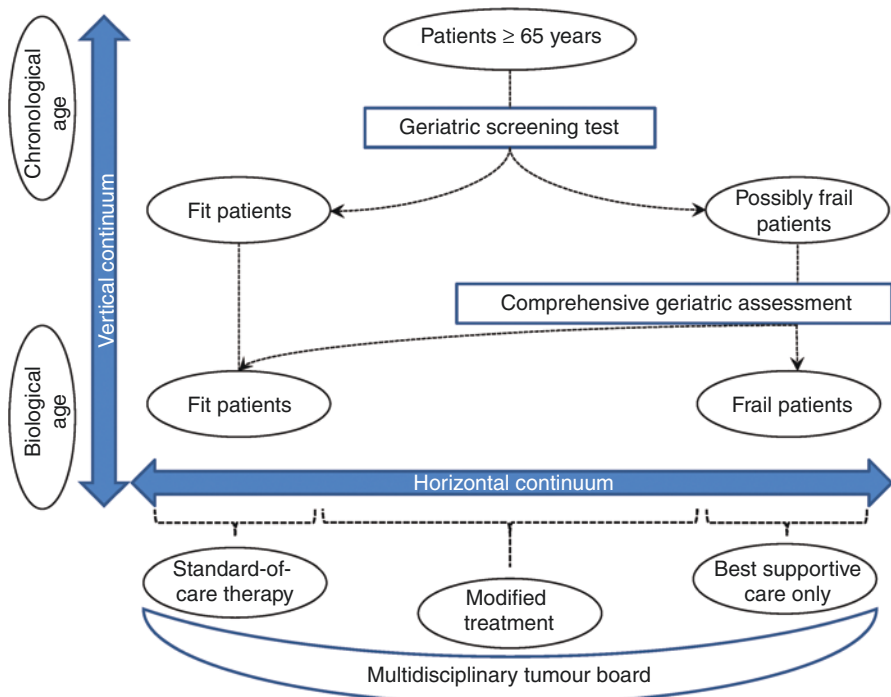 Patients ≥ 65 years
Chronological
age
Geriatric screening test
Fit patients
Possibly frail
patients
Vertical continuum
Comprehensive geriatric assessment
Biological
age
Fit patients
Frail patients
Horizontal continuum
Standard-of-
care therapy
Modified
treatment
Best supportive
care only
Multidisciplinary tumour board